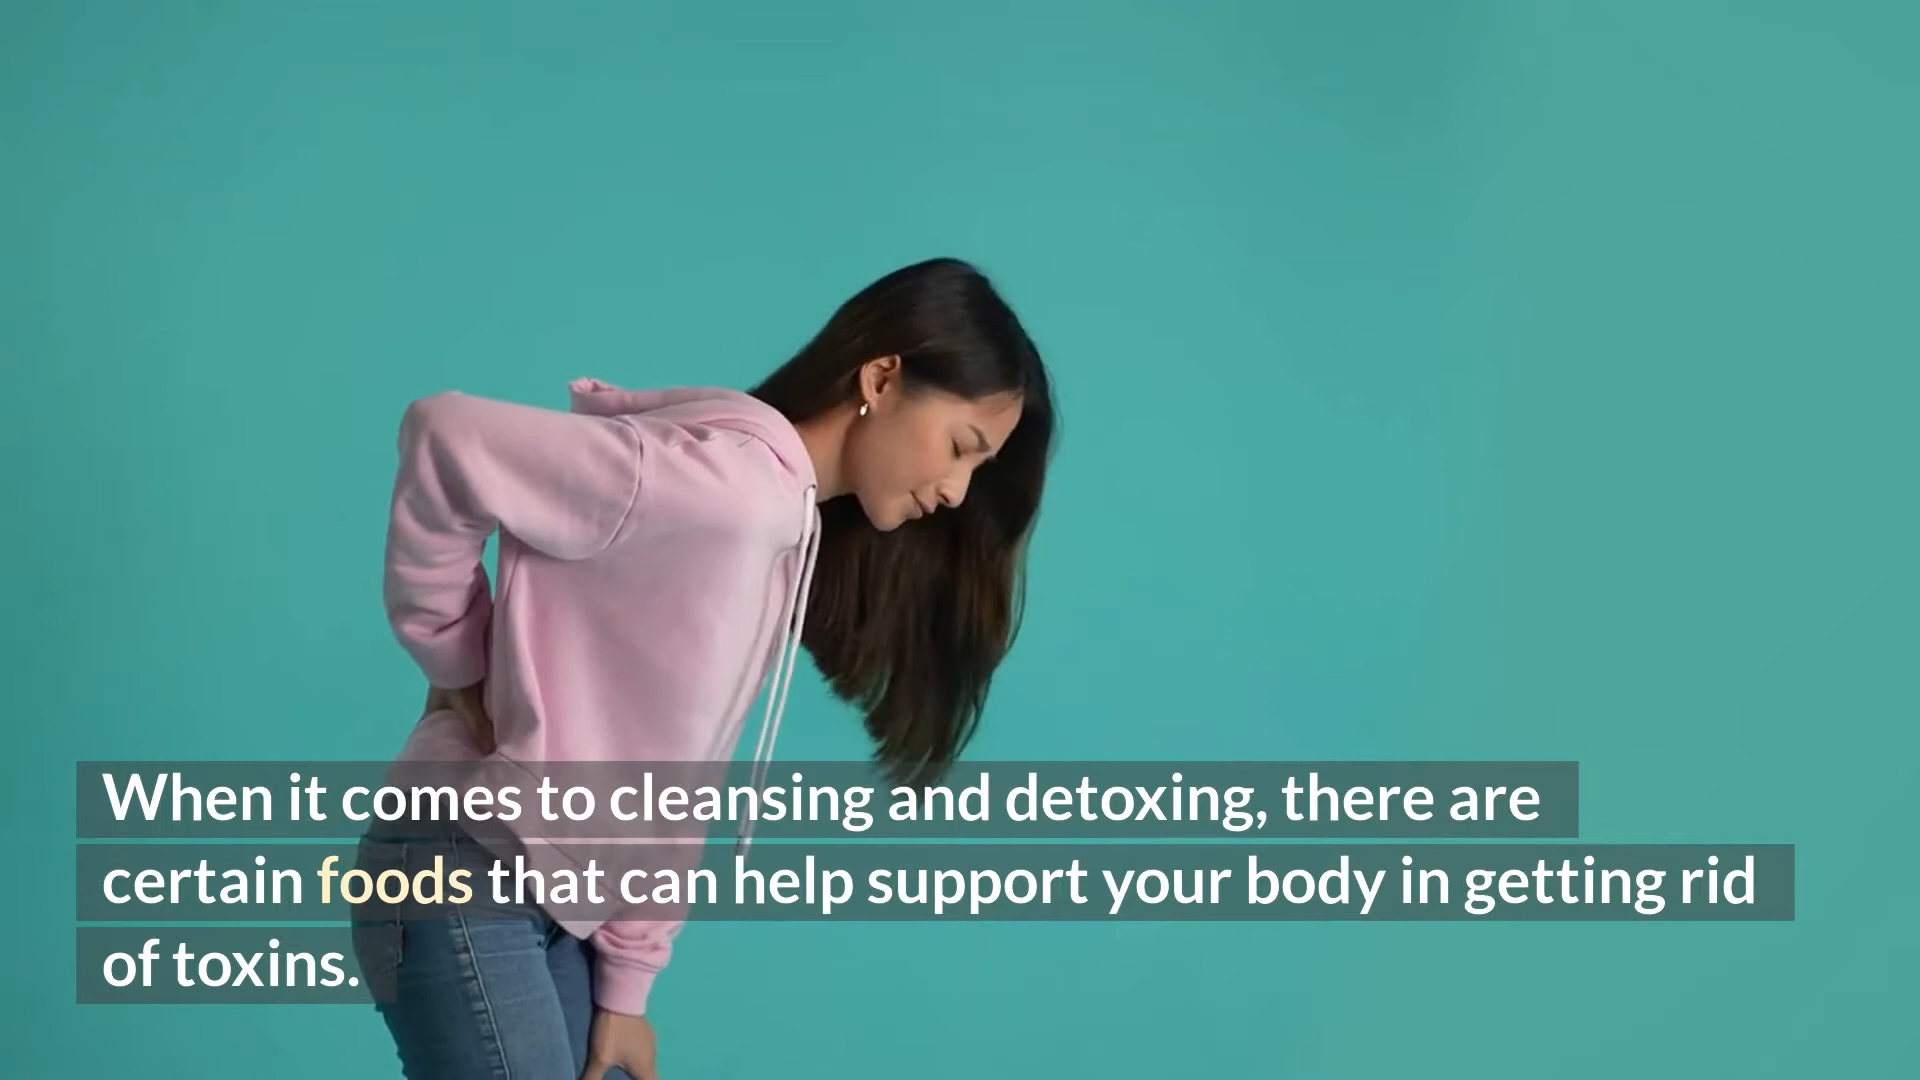 When it comes to cleansing and detoxing, there are
certain foods that can help support your body in getting rid
of toxins.